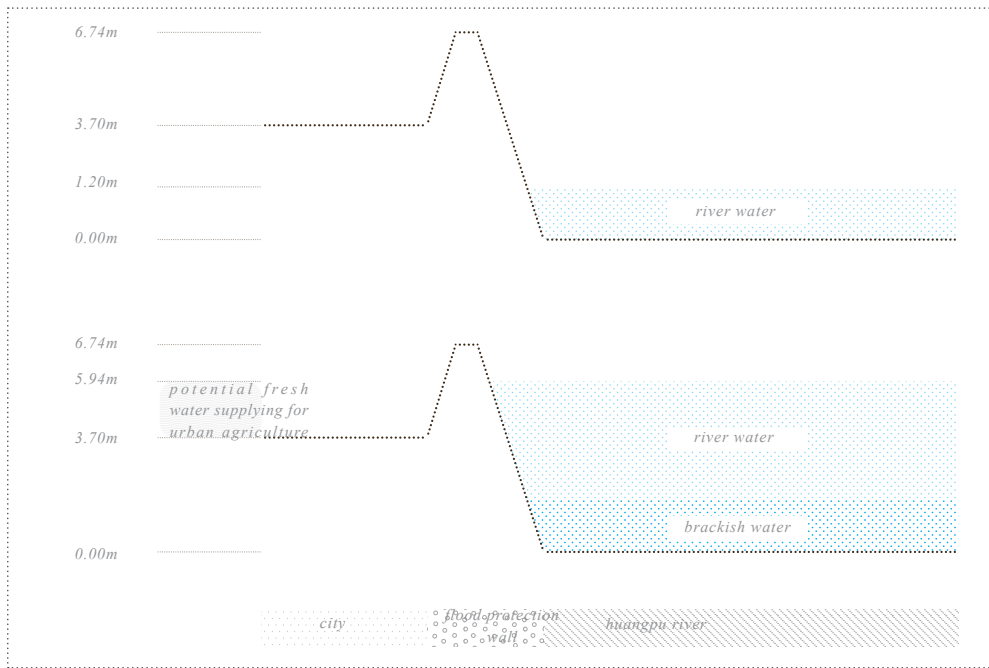 6.74m
3.70m
1.20m
0.00m
river water
6.74m
5.94m
potential fresh
water supplying for
urban agriculture
3.70m
0.00m
river water
brackish water
city
flood protection
wall
huangpu river